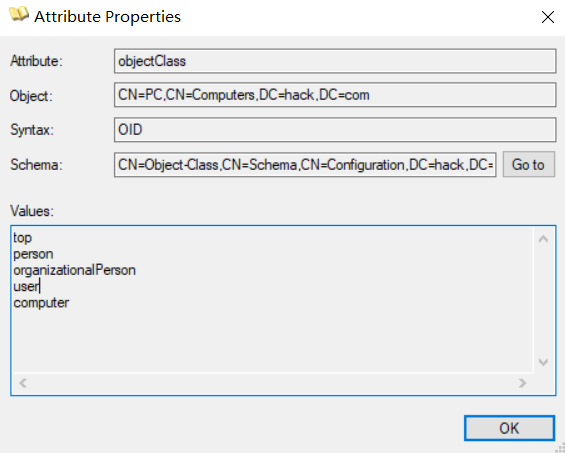 Attribute Properties
Attribute: objectClass
Object: CN=PC,CN=Computers,DC=hack,DC=com
Syntax: OID
Schema: CN=Object-Class,CN=Schema,CN=Configuration,DC=hack,DC= Go to
Values:
top
person
organizationalPerson
user
computer
OK